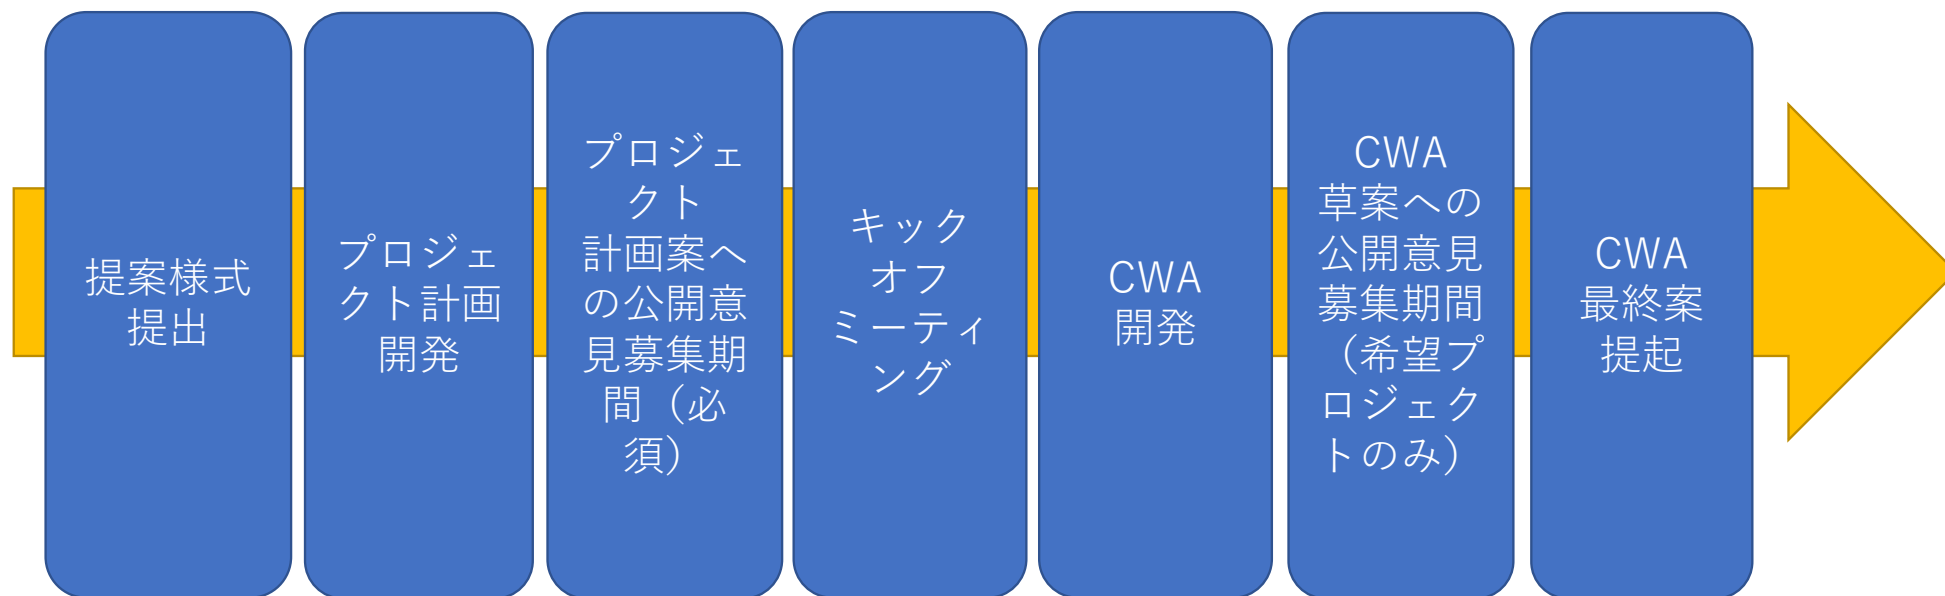 提案様式
提出
プロジェ
クト計画
開発
プロジェ
クト
計画案へ
の公開意
見募集期
間（必
須）
キック
オフ
ミーティ
ング
CWA
開発
CWA
草案への
公開意見
募集期間
（希望プ
ロジェク
トのみ）
CWA
最終案
提起